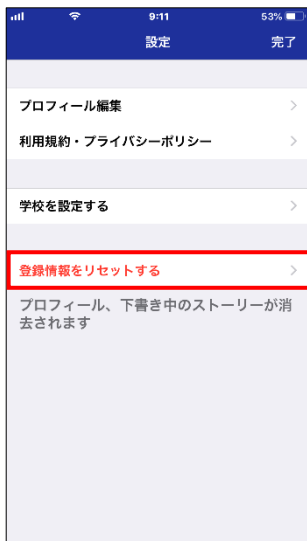 9:11
53%
設定
完了
プロフィール編集
利用規約・プライバシーポリシー
学校を設定する
登録情報をリセットする
プロフィール、下書き中のストーリーが消
去されます